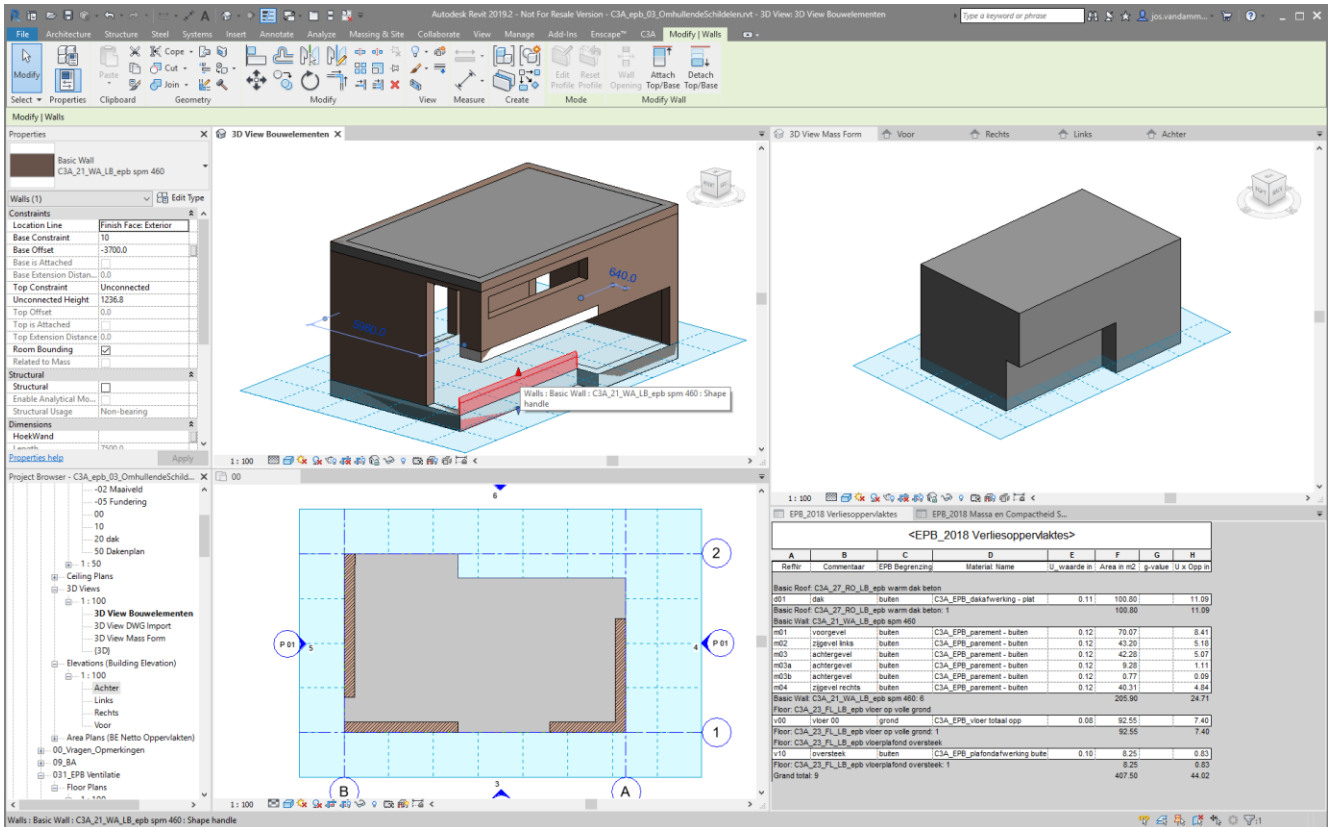 Autodesk Revit 2019.2 - Not For Resale Version - C3A_epb_03_OmhullendeSchildelen.rvt - 3D View: 3D View Bouwelementen
Type a keyword or phrase
jos.vandamm...
File Architecture Structure Steel Systems Insert Annotate Analyze Massing & Site Collaborate View Manage Add-Ins Enscape™ C3A Modify | Walls
Modify
Paste
Cope
Cut
Join
Edit Profile
Reset Profile
Wall Opening
Attach Top/Base
Detach Top/Base
Select Properties Clipboard Geometry Modify View Measure Create Mode Modify Wall
Modify | Walls
Properties
Basic Wall
C3A_21_WA_LB_epb spm 460
Walls (1) Edit Type
Constraints
Location Line Finish Face: Exterior
Base Constraint 10
Base Offset -3700.0
Base is Attached
Base Extension Distan... 0.0
Top Constraint Unconnected
Unconnected Height 1236.8
Top Offset 0.0
Top is Attached
Top Extension Distance 0.0
Room Bounding
Related to Mass
Structural
Structural
Enable Analytical Mo...
Structural Usage Non-bearing
Dimensions
HoekWand
Length 7500.0
Properties help Apply
Project Browser - C3A_epb_03_OmhullendeSchild...
-02 Maaiveld
-05 Fundering
00
10
20 dak
50 Dakenplan
1:50
Ceiling Plans
3D Views
1:100
3D View Bouwelementen
3D View DWG Import
3D View Mass Form
{3D}
Elevations (Building Elevation)
1:100
Achter
Links
Rechts
Voor
Area Plans (BE Netto Oppervlakten)
00_Vragen_Opmerkingen
09_BA
031_EPB Ventilatie
Floor Plans
1:100
3D View Bouwelementen
640.0
Walls : Basic Wall : C3A_21_WA_LB_epb spm 460 : Shape
handle
1 : 100
00
6
2
P 01
5
4
P 01
1
3
B
A
1 : 100
3D View Mass Form Voor Rechts Links Achter
1 : 100
EPB_2018 Verliesoppervlaktes EPB_2018 Massa en Compactheid S...
<EPB_2018 Verliesoppervlaktes>
A B C D E F G H
RefNr Commentaar EPB Begrenzing Material: Name U_waarde in Area in m2 g-value U x Opp in
Basic Roof: C3A_27_RO_LB_epb warm dak beton
d01 dak buiten C3A_EPB_dakafwerking - plat 0.11 100.80 11.09
Basic Roof: C3A_27_RO_LB_epb warm dak beton: 1 100.80 11.09
Basic Wall: C3A_21_WA_LB_epb spm 460
m01 voorgevel buiten C3A_EPB_parement - buiten 0.12 70.07 8.41
m02 zijgevel links buiten C3A_EPB_parement - buiten 0.12 43.20 5.18
m03 achtergevel buiten C3A_EPB_parement - buiten 0.12 42.28 5.07
m03a achtergevel buiten C3A_EPB_parement - buiten 0.12 9.28 1.11
m03b achtergevel buiten C3A_EPB_parement - buiten 0.12 0.77 0.09
m04 zijgevel rechts buiten C3A_EPB_parement - buiten 0.12 40.31 4.84
Basic Wall: C3A_21_WA_LB_epb spm 460: 6 205.90 24.71
Floor: C3A_23_FL_LB_epb vloer op volle grond
v00 vloer 00 grond C3A_EPB_vloer totaal opp 0.08 92.55 7.40
Floor: C3A_23_FL_LB_epb vloer op volle grond: 1 92.55 7.40
Floor: C3A_23_FL_LB_epb vloerplafond oversteek
v10 oversteek buiten C3A_EPB_plafondafwerking buite 0.10 8.25 0.83
Floor: C3A_23_FL_LB_epb vloerplafond oversteek: 1 8.25 0.83
Grand total: 9 407.50 44.02
Walls : Basic Wall : C3A_21_WA_LB_epb spm 460 : Shape handle
:1